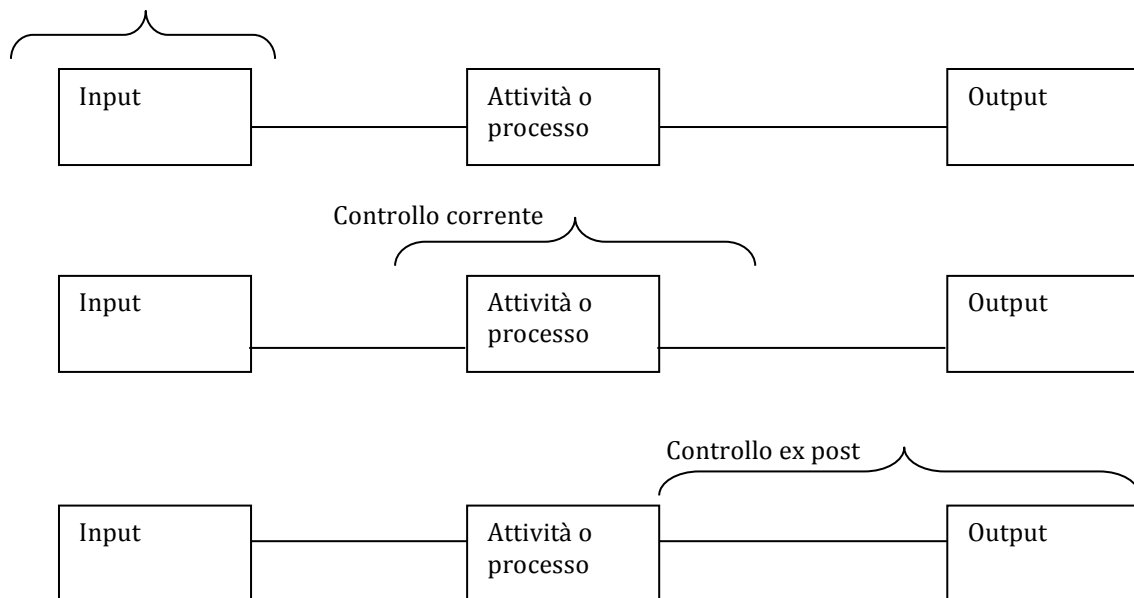 Input
Attività o
processo
Output
Controllo corrente
Input
Attività o
processo
Output
Controllo ex post
Input
Attività o
processo
Output